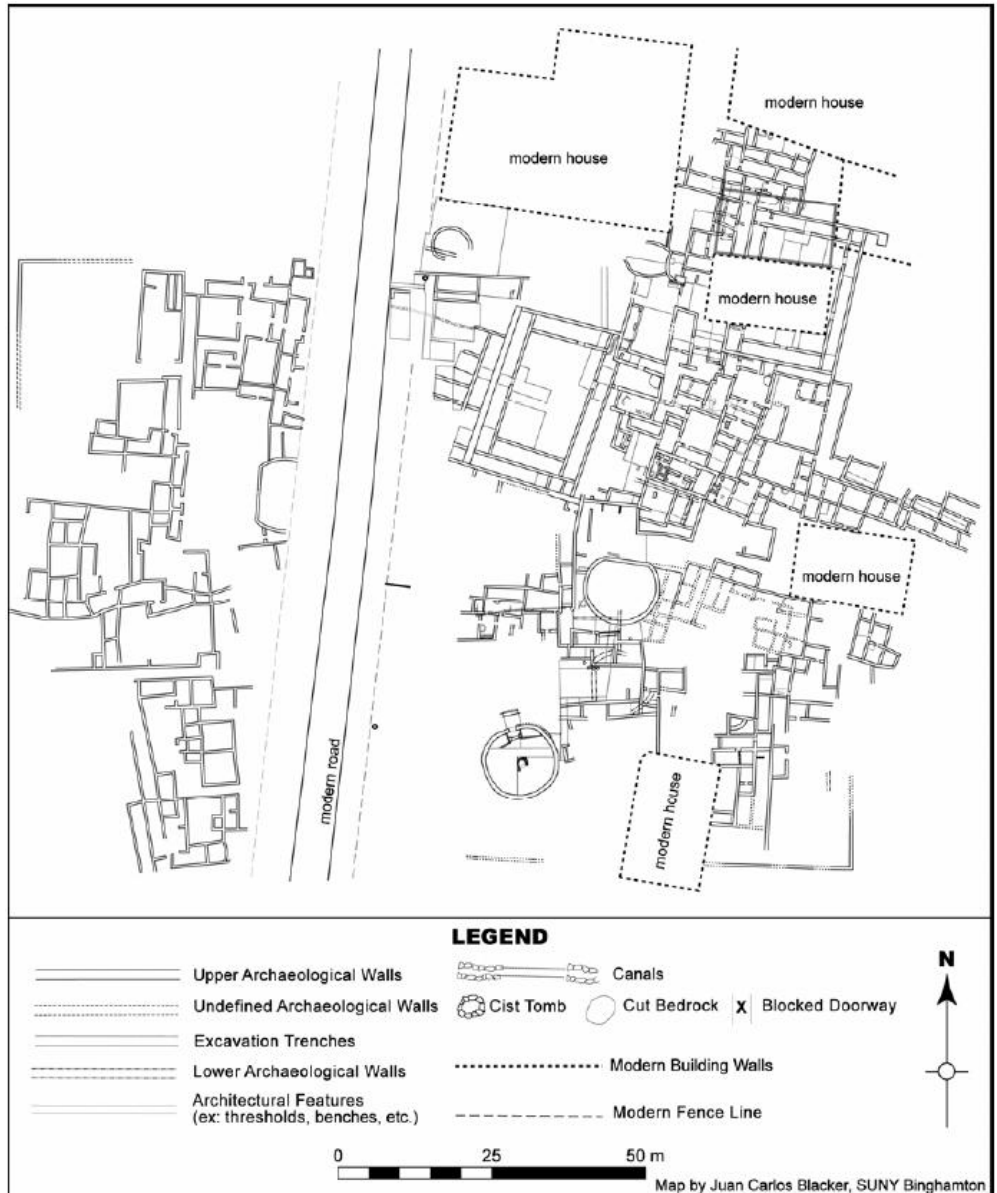 modern house
modern house
modern house
modern house
modern house
modern road
LEGEND
Upper Archaeological Walls
Undefined Archaeological Walls
Excavation Trenches
Lower Archaeological Walls
Architectural Features
(ex: thresholds, benches, etc.)
Canals
Cist Tomb
Cut Bedrock
X Blocked Doorway
Modern Building Walls
Modern Fence Line
N
0 25 50 m
Map by Juan Carlos Blacker, SUNY Binghamton